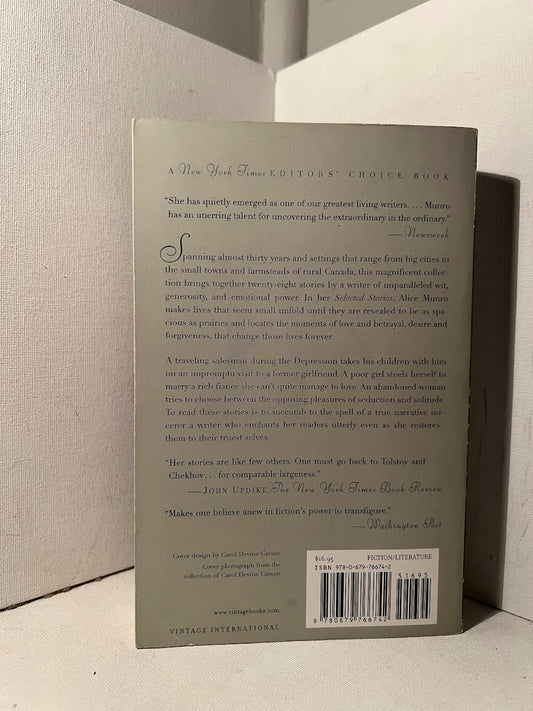 A New York Times EDITORS' CHOICE BOOK
"She has quietly emerged as one of our greatest living writers. . . . Munro
has an unerring talent for uncovering the extraordinary in the ordinary."
—Newsweek
Spanning almost thirty years and settings that range from big cities to
the small towns and farmsteads of rural Canada, this magnificent collec-
tion brings together twenty-eight stories by a writer of unparalleled wit,
generosity, and emotional power. In her Selected Stories, Alice Munro
makes lives that seem small unfold until they are revealed to be as spa-
cious as prairies and locates the moments of love and betrayal, desire and
forgiveness, that change those lives forever.
A traveling salesman during the Depression takes his children with him
on an impromptu visit to a former girlfriend. A poor girl steels herself to
marry a rich fiancé she can't quite manage to love. An abandoned woman
tries to choose between the opposing pleasures of seduction and solitude.
To read these stories is to succumb to the spell of a true narrative sor-
cerer a writer who enchants her readers utterly even as she restores
them to their truest selves.
"Her stories are like few others. One must go back to Tolstoy and
Chekhov . . . for comparable largeness."
—JOHN UPDIKE, The New York Times Book Review
"Makes one believe anew in fiction's power to transfigure."
—Washington Post
Cover design by Carol Devine Carson
Cover photograph from the
collection of Carol Devine Carson
www.vintagebooks.com
VINTAGE INTERNATIONAL
$16.95 FICTION/LITERATURE
ISBN 978-0-679-76674-2
51695
9 780679 766742